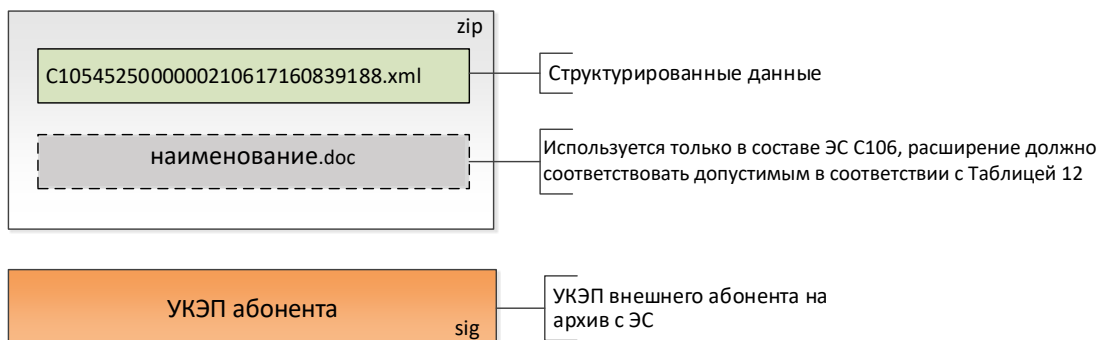 zip
C1054525000000210617160839188.xml
Структурированные данные
наименование.doc
Используется только в составе ЭС С106, расширение должно
соответствовать допустимым в соответствии с Таблицей 12
УКЭП абонента
sig
УКЭП внешнего абонента на
архив с ЭС